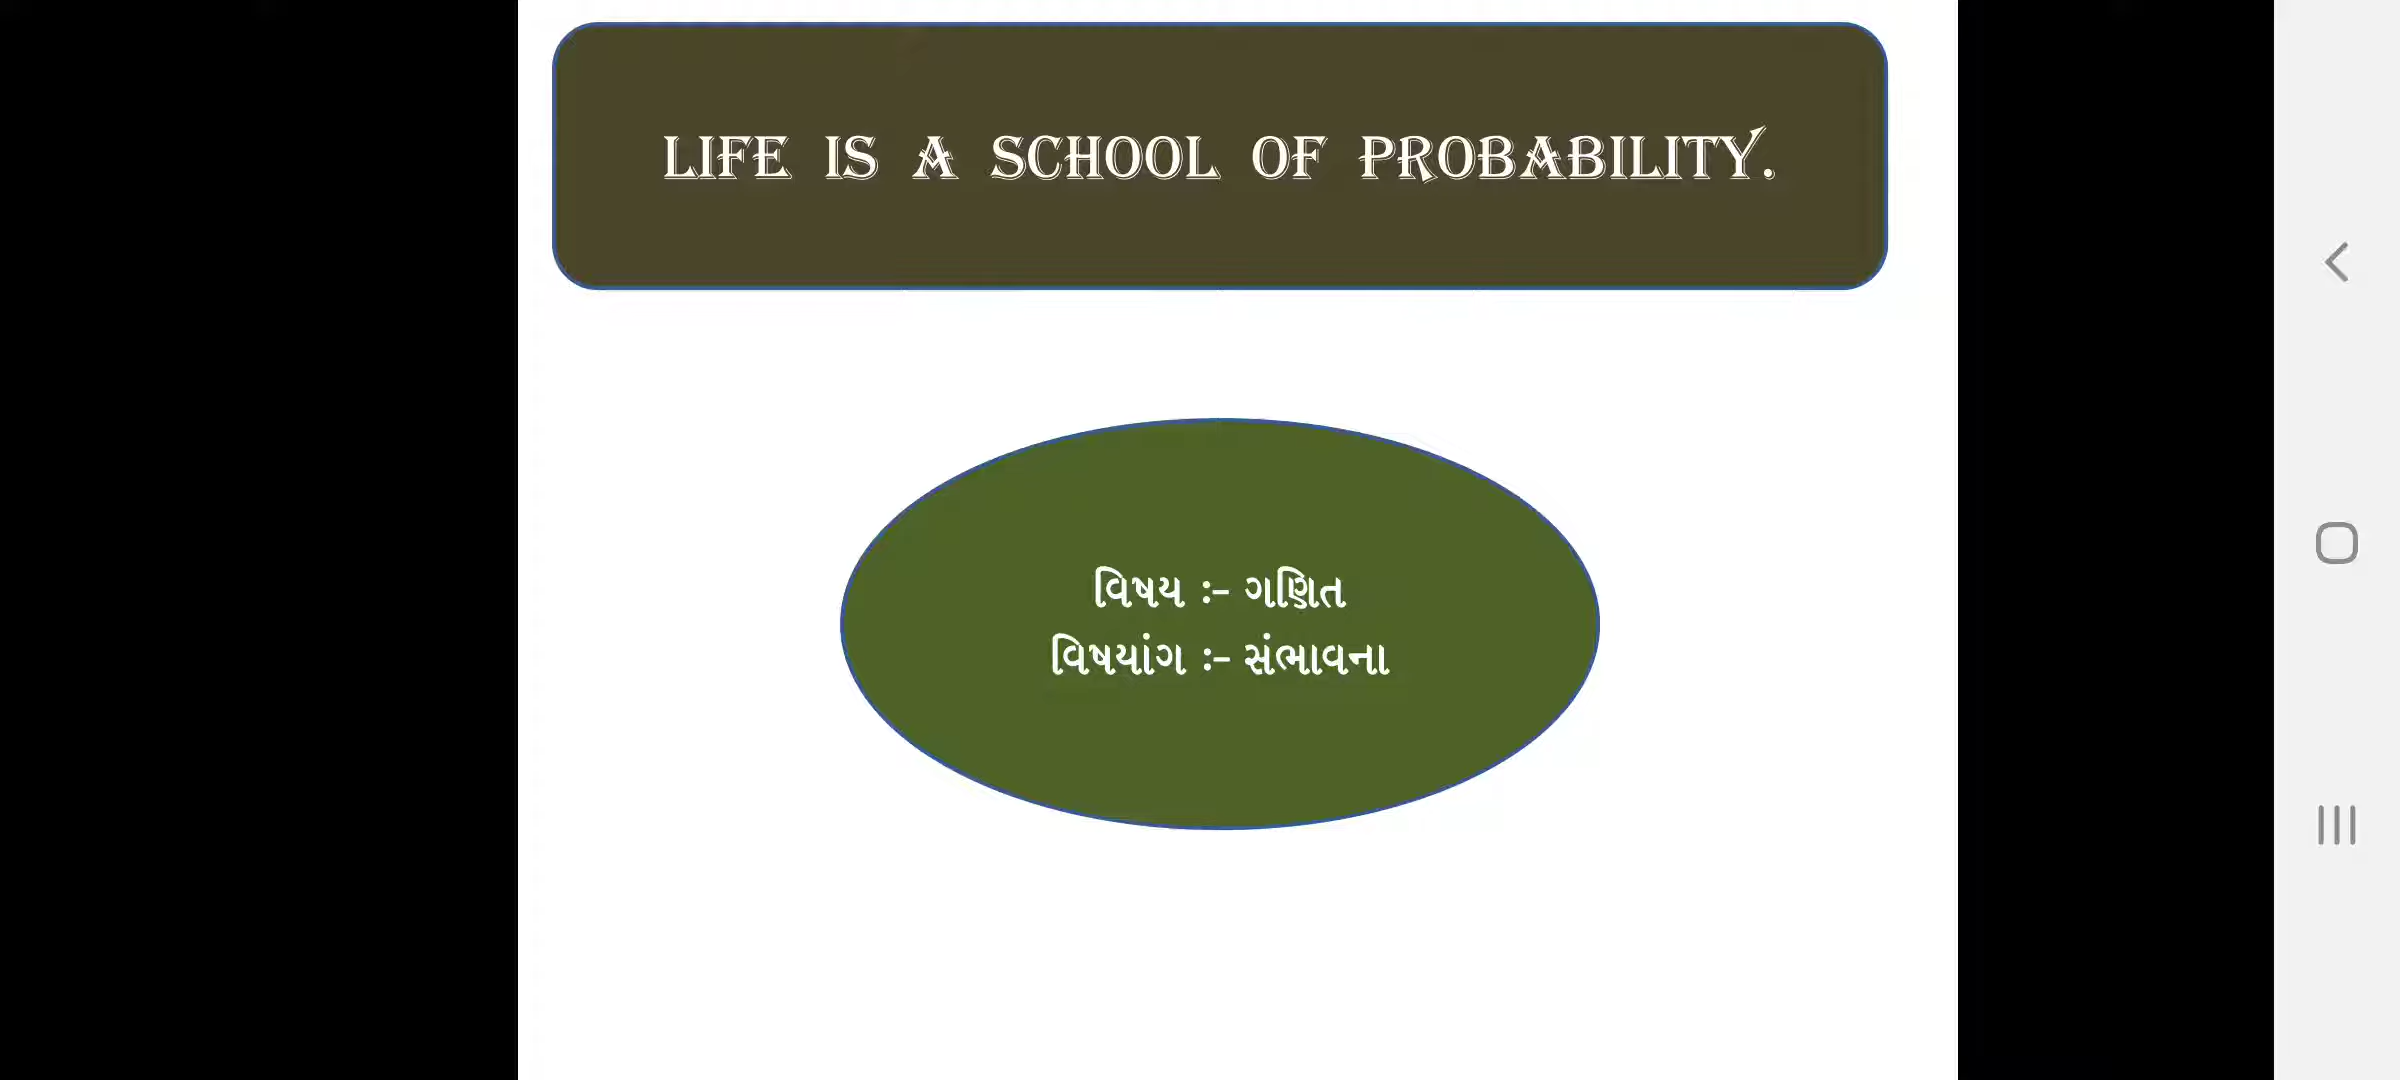 LIFE IS A SCHOOL OF PROBABILITY.
વિષય :- ગણિત
વિષયાંગ :- સંભાવના